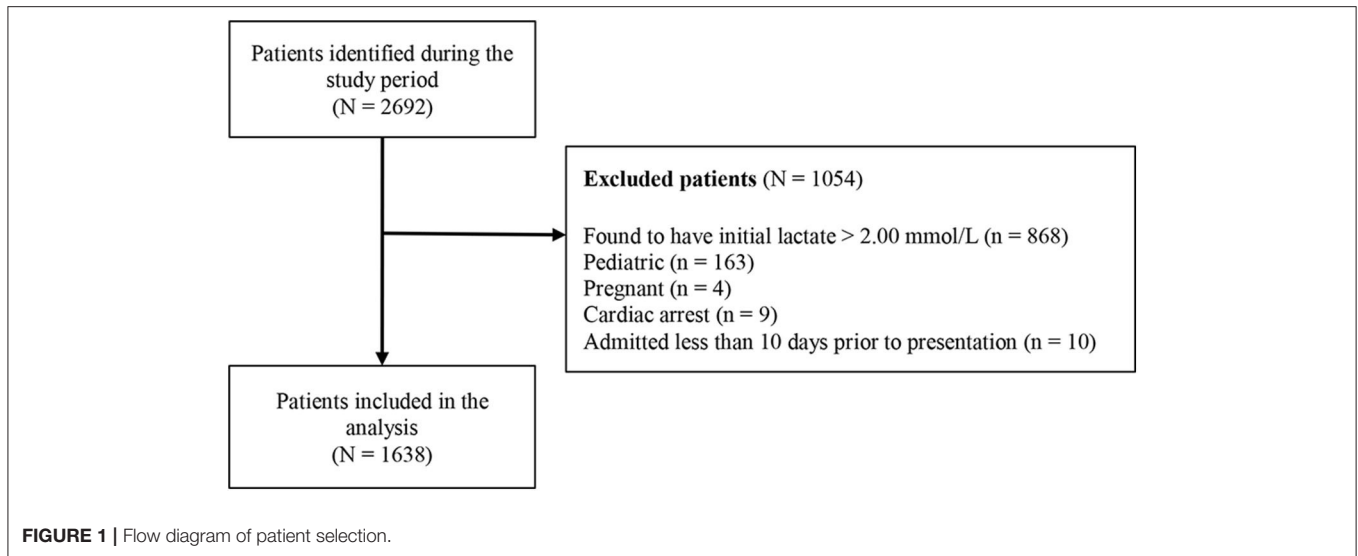 Patients identified during the
study period
(N = 2692)
Excluded patients (N = 1054)
Found to have initial lactate > 2.00 mmol/L (n = 868)
Pediatric (n = 163)
Pregnant (n = 4)
Cardiac arrest (n = 9)
Admitted less than 10 days prior to presentation (n = 10)
Patients included in the
analysis
(N = 1638)
FIGURE 1 | Flow diagram of patient selection.